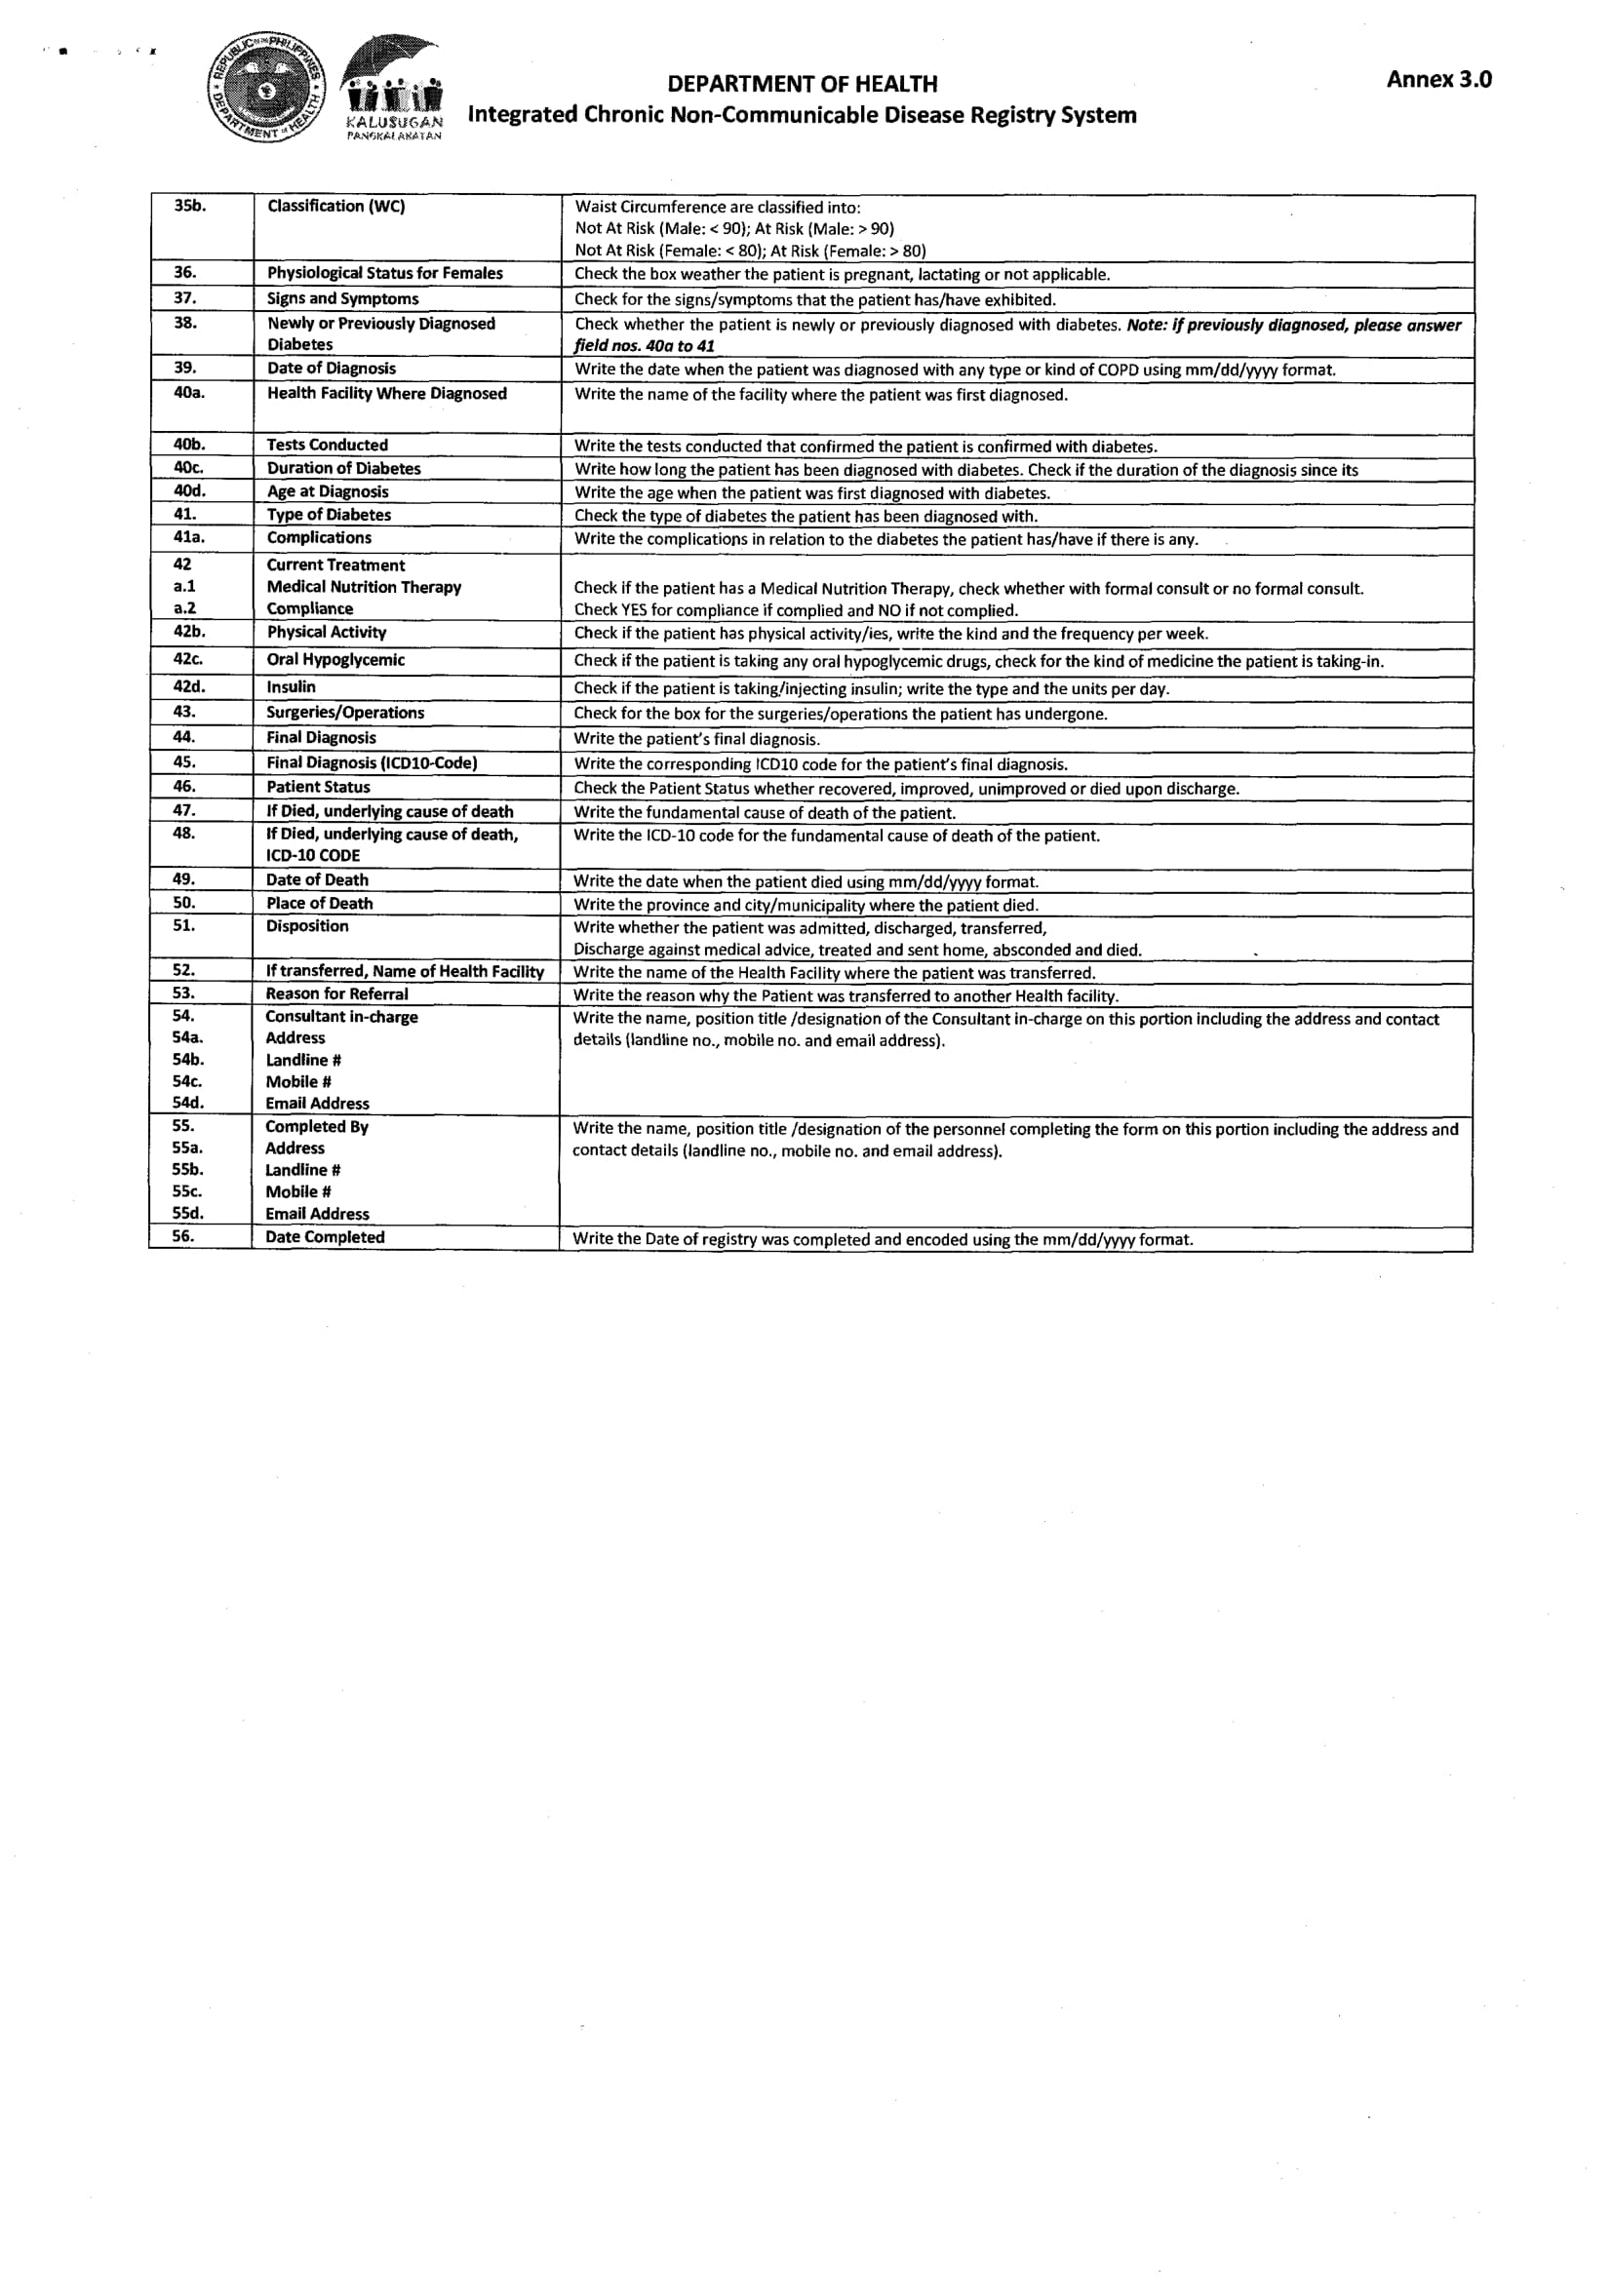 REPUBLIC OF THE PHILIPPINES
DEPARTMENT OF HEALTH
KALUSUGAN
PANGKALAHATAN
DEPARTMENT OF HEALTH
Annex 3.0
Integrated Chronic Non-Communicable Disease Registry System
35b. Classification (WC) Waist Circumference are classified into:
Not At Risk (Male: < 90); At Risk (Male: > 90)
Not At Risk (Female: < 80); At Risk (Female: > 80)
36. Physiological Status for Females Check the box weather the patient is pregnant, lactating or not applicable.
37. Signs and Symptoms Check for the signs/symptoms that the patient has/have exhibited.
38. Newly or Previously Diagnosed Check whether the patient is newly or previously diagnosed with diabetes. Note: if previously diagnosed, please answer
Diabetes field nos. 40a to 41
39. Date of Diagnosis Write the date when the patient was diagnosed with any type or kind of COPD using mm/dd/yyyy format.
40a. Health Facility Where Diagnosed Write the name of the facility where the patient was first diagnosed.
40b. Tests Conducted Write the tests conducted that confirmed the patient is confirmed with diabetes.
40c. Duration of Diabetes Write how long the patient has been diagnosed with diabetes. Check if the duration of the diagnosis since its
40d. Age at Diagnosis Write the age when the patient was first diagnosed with diabetes.
41. Type of Diabetes Check the type of diabetes the patient has been diagnosed with.
41a. Complications Write the complications in relation to the diabetes the patient has/have if there is any.
42 Current Treatment
a.1 Medical Nutrition Therapy Check if the patient has a Medical Nutrition Therapy, check whether with formal consult or no formal consult.
a.2 Compliance Check YES for compliance if complied and NO if not complied.
42b. Physical Activity Check if the patient has physical activity/ies, write the kind and the frequency per week.
42c. Oral Hypoglycemic Check if the patient is taking any oral hypoglycemic drugs, check for the kind of medicine the patient is taking-in.
42d. Insulin Check if the patient is taking/injecting insulin; write the type and the units per day.
43. Surgeries/Operations Check for the box for the surgeries/operations the patient has undergone.
44. Final Diagnosis Write the patient's final diagnosis.
45. Final Diagnosis (ICD10-Code) Write the corresponding ICD10 code for the patient's final diagnosis.
46. Patient Status Check the Patient Status whether recovered, improved, unimproved or died upon discharge.
47. If Died, underlying cause of death Write the fundamental cause of death of the patient.
48. If Died, underlying cause of death, Write the ICD-10 code for the fundamental cause of death of the patient.
ICD-10 CODE
49. Date of Death Write the date when the patient died using mm/dd/yyyy format.
50. Place of Death Write the province and city/municipality where the patient died.
51. Disposition Write whether the patient was admitted, discharged, transferred,
Discharge against medical advice, treated and sent home, absconded and died.
52. If transferred, Name of Health Facility Write the name of the Health Facility where the patient was transferred.
53. Reason for Referral Write the reason why the Patient was transferred to another Health facility.
54. Consultant in-charge Write the name, position title /designation of the Consultant in-charge on this portion including the address and contact
54a. Address details (landline no., mobile no. and email address).
54b. Landline #
54c. Mobile #
54d. Email Address
55. Completed By Write the name, position title /designation of the personnel completing the form on this portion including the address and
55a. Address contact details (landline no., mobile no. and email address).
55b. Landline #
55c. Mobile #
55d. Email Address
56. Date Completed Write the Date of registry was completed and encoded using the mm/dd/yyyy format.